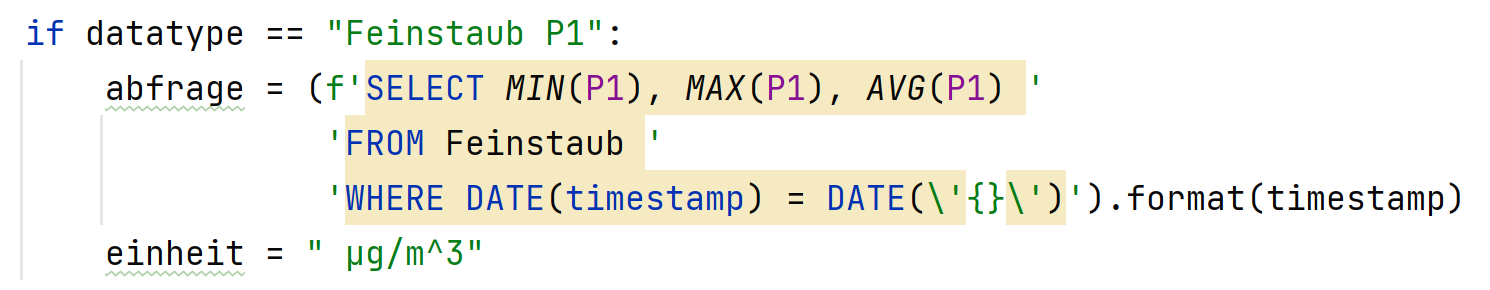 if datatype == "Feinstaub P1":
abfrage = (f'SELECT MIN(P1), MAX(P1), AVG(P1) '
'FROM Feinstaub '
'WHERE DATE(timestamp) = DATE(\'{}\')').format(timestamp)
einheit = " µg/m^3"